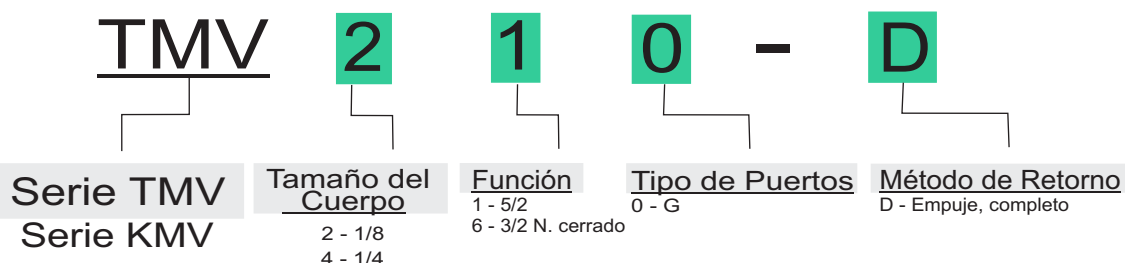 TMV 2 1 0 - D
Serie TMV
Serie KMV
Tamaño del
Cuerpo
2 - 1/8
4 - 1/4
Función
1 - 5/2
6 - 3/2 N. cerrado
Tipo de Puertos
0 - G
Método de Retorno
D - Empuje, completo